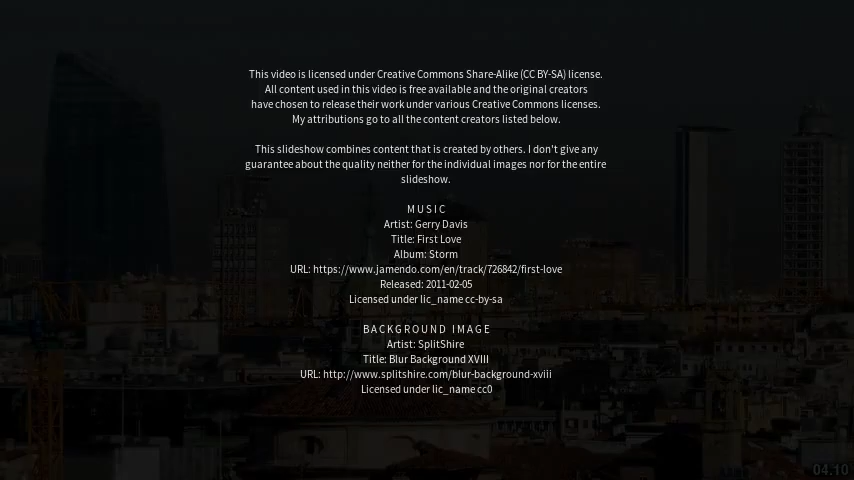 This video is licensed under Creative Commons Share-Alike (CC BY-SA) license.
All content used in this video is free available and the original creators
have chosen to release their work under various Creative Commons licenses.
My attributions go to all the content creators listed below.
This slideshow combines content that is created by others. I don't give any
guarantee about the quality neither for the individual images nor for the entire
slideshow.
MUSIC
Artist: Gerry Davis
Title: First Love
Album: Storm
URL: https://www.jamendo.com/en/track/726842/first-love
Released: 2011-02-05
Licensed under lic_name cc-by-sa
BACKGROUND IMAGE
Artist: SplitShire
Title: Blur Background XVIII
URL: http://www.splitshire.com/blur-background-xviii
Licensed under lic_name cc0
04.10